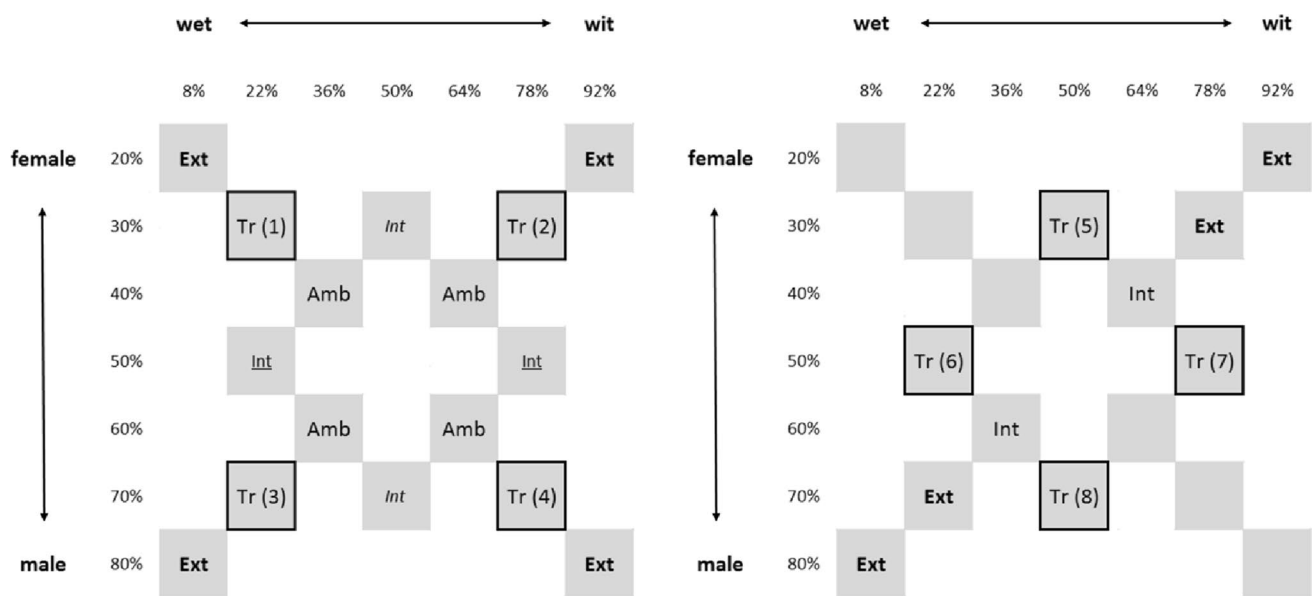 wet wit
8% 22% 36% 50% 64% 78% 92%
female 20% Ext Ext
30% Tr (1) Int Tr (2)
40% Amb Amb
50% Int Int
60% Amb Amb
70% Tr (3) Int Tr (4)
male 80% Ext Ext
wet wit
8% 22% 36% 50% 64% 78% 92%
female 20% Ext
30% Tr (5) Ext
40% Int
50% Tr (6) Tr (7)
60% Int
70% Ext Tr (8)
male 80% Ext